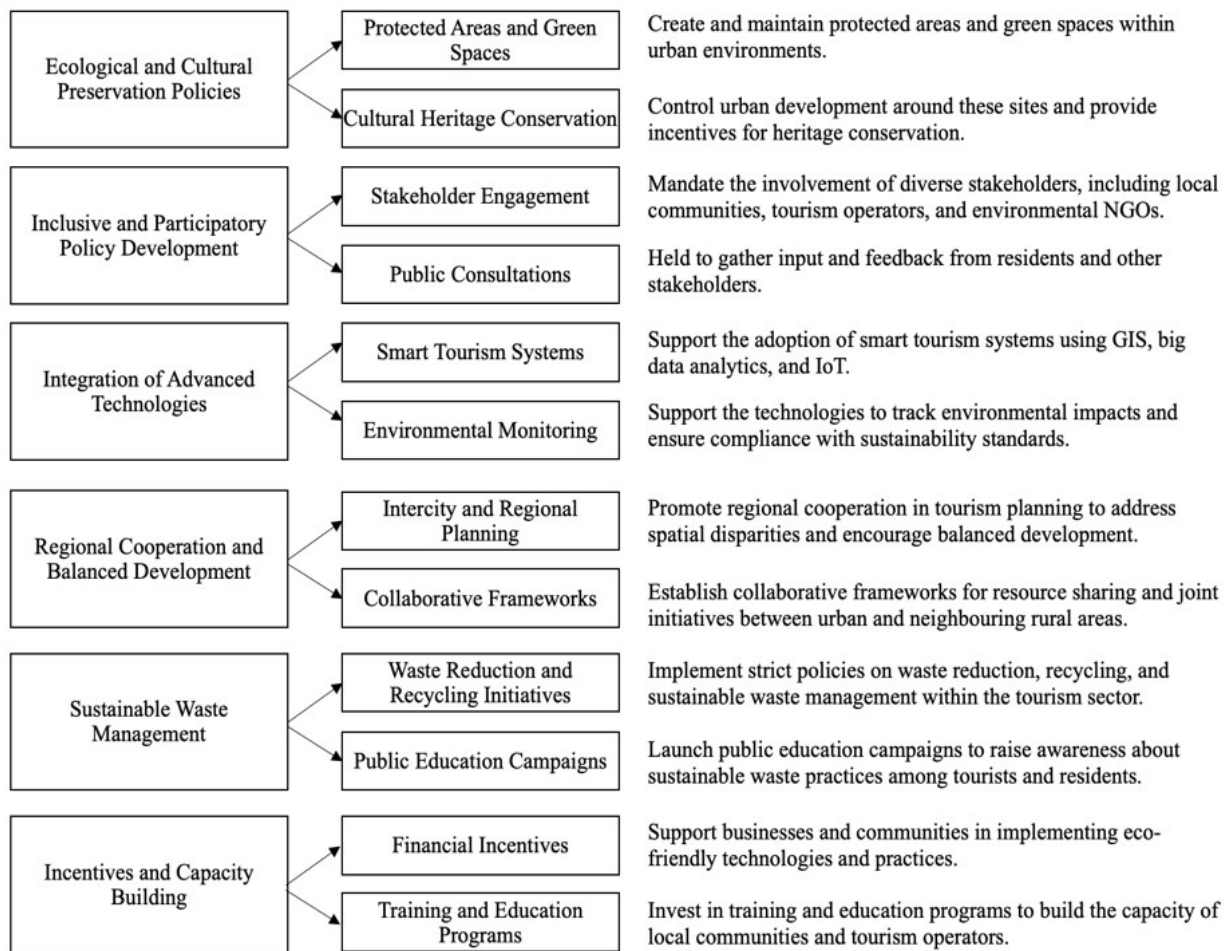 Ecological and Cultural
Preservation Policies
Protected Areas and Green
Spaces
Create and maintain protected areas and green spaces within
urban environments.
Cultural Heritage Conservation
Control urban development around these sites and provide
incentives for heritage conservation.
Inclusive and Participatory
Policy Development
Stakeholder Engagement
Mandate the involvement of diverse stakeholders, including local
communities, tourism operators, and environmental NGOs.
Public Consultations
Held to gather input and feedback from residents and other
stakeholders.
Integration of Advanced
Technologies
Smart Tourism Systems
Support the adoption of smart tourism systems using GIS, big
data analytics, and IoT.
Environmental Monitoring
Support the technologies to track environmental impacts and
ensure compliance with sustainability standards.
Regional Cooperation and
Balanced Development
Intercity and Regional
Planning
Promote regional cooperation in tourism planning to address
spatial disparities and encourage balanced development.
Collaborative Frameworks
Establish collaborative frameworks for resource sharing and joint
initiatives between urban and neighbouring rural areas.
Sustainable Waste
Management
Waste Reduction and
Recycling Initiatives
Implement strict policies on waste reduction, recycling, and
sustainable waste management within the tourism sector.
Public Education Campaigns
Launch public education campaigns to raise awareness about
sustainable waste practices among tourists and residents.
Incentives and Capacity
Building
Financial Incentives
Support businesses and communities in implementing eco-
friendly technologies and practices.
Training and Education
Programs
Invest in training and education programs to build the capacity of
local communities and tourism operators.